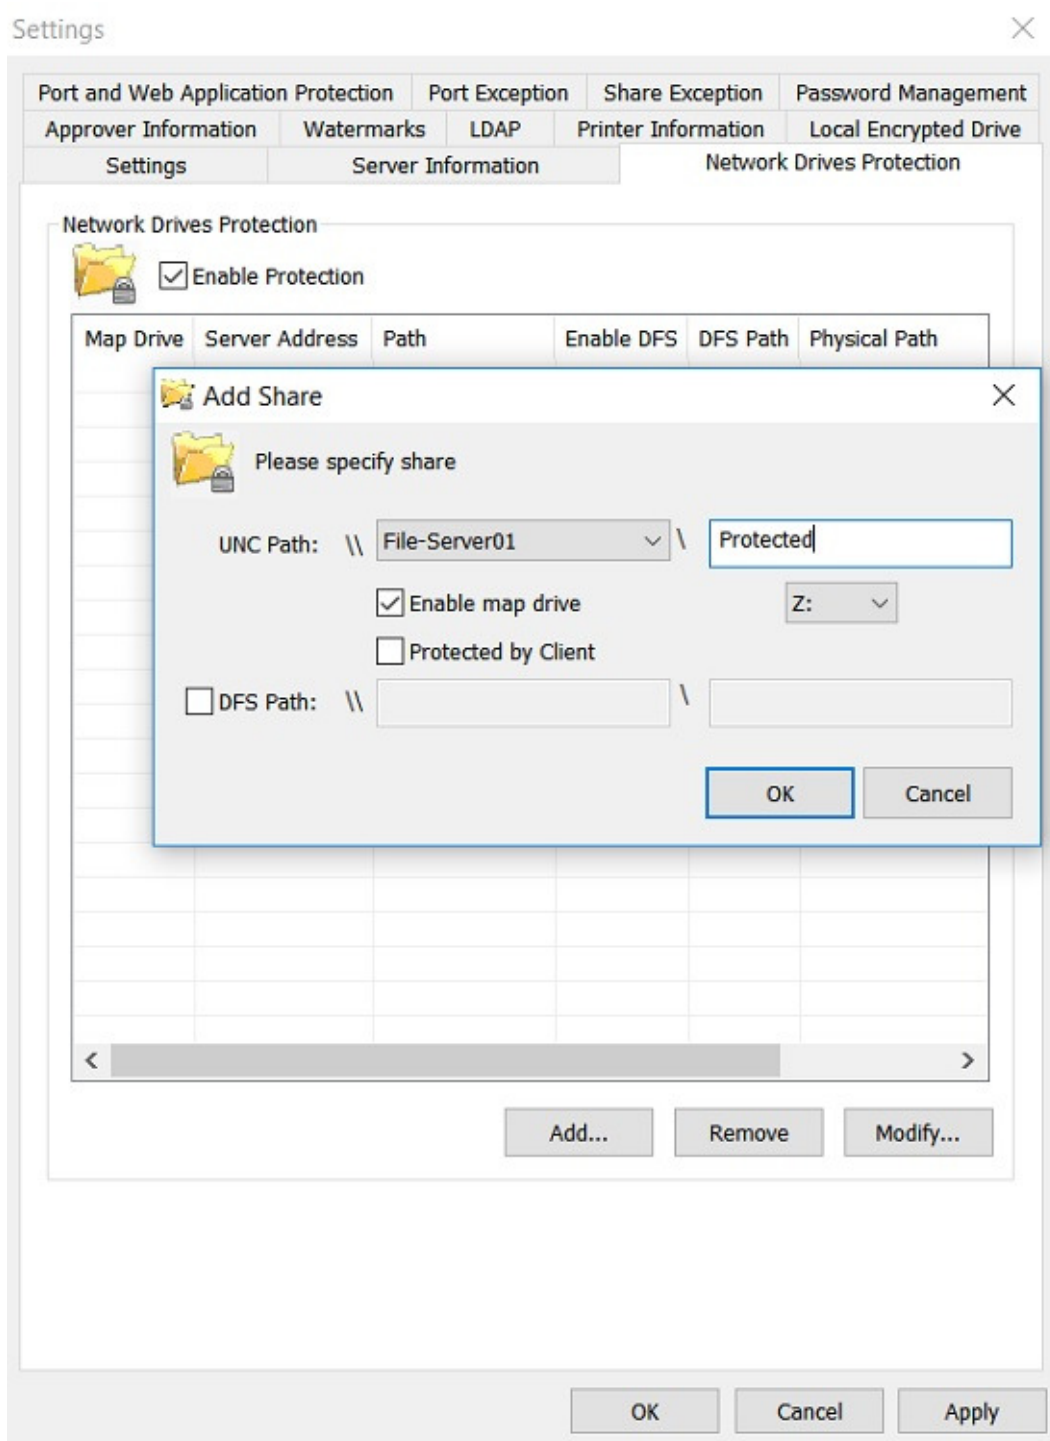 Settings
Port and Web Application Protection Port Exception Share Exception Password Management
Approver Information Watermarks LDAP Printer Information Local Encrypted Drive
Settings Server Information Network Drives Protection
Network Drives Protection
Enable Protection
Map Drive Server Address Path Enable DFS DFS Path Physical Path
Add Share
Please specify share
UNC Path: \\ File-Server01 \ Protected
Enable map drive Z:
Protected by Client
DFS Path: \\ \
OK Cancel
Add... Remove Modify...
OK Cancel Apply